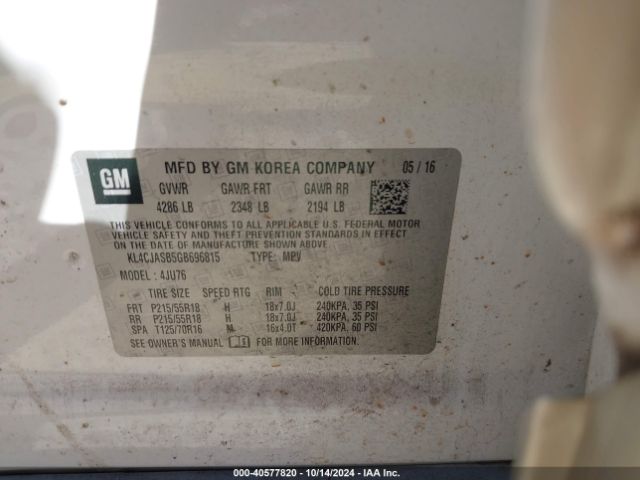 GM
MFD BY GM KOREA COMPANY 05/16
GVWR GAWR FRT GAWR RR
4286 LB 2348 LB 2194 LB
THIS VEHICLE CONFORMS TO ALL APPLICABLE U.S. FEDERAL MOTOR
VEHICLE SAFETY AND THEFT PREVENTION STANDARDS IN EFFECT ON
THE DATE OF MANUFACTURE SHOWN ABOVE.
KL4CJASB5GB696815 TYPE: MPV
MODEL: 4JU76
TIRE SIZE SPEED RTG RIM COLD TIRE PRESSURE
FRT P215/55R18 H 18x7.0J 240KPA, 35 PSI
RR P215/55R18 H 18x7.0J 240KPA, 35 PSI
SPA T125/70R16 M 16x4.0T 420KPA, 60 PSI
SEE OWNER'S MANUAL FOR MORE INFORMATION.
000-40577820 - 10/14/2024 - IAA Inc.